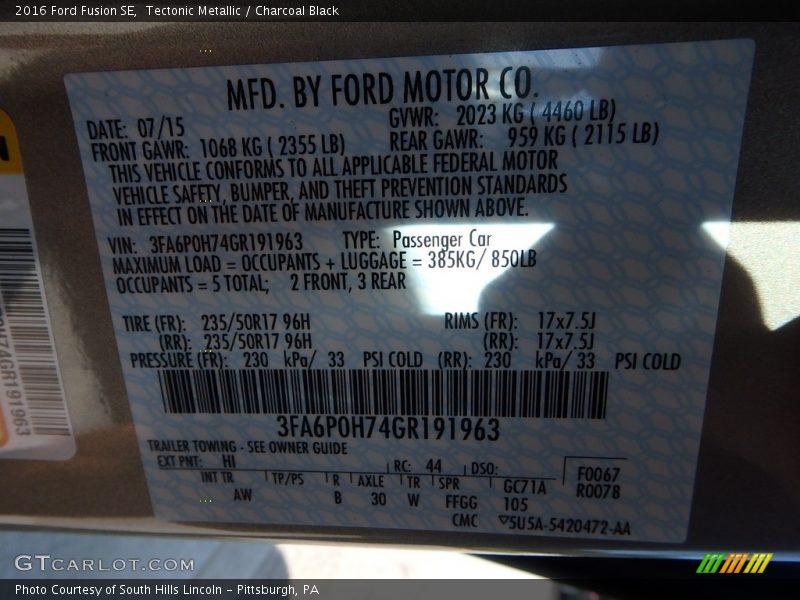 2016 Ford Fusion SE,  Tectonic Metallic / Charcoal Black
MFD. BY FORD MOTOR CO.
DATE: 07/15 GVWR: 2023 KG ( 4460 LB)
FRONT GAWR: 1068 KG ( 2355 LB) REAR GAWR: 959 KG ( 2115 LB)
THIS VEHICLE CONFORMS TO ALL APPLICABLE FEDERAL MOTOR
VEHICLE SAFETY, BUMPER, AND THEFT PREVENTION STANDARDS
IN EFFECT ON THE DATE OF MANUFACTURE SHOWN ABOVE.
VIN: 3FA6P0H74GR191963 TYPE: Passenger Car
MAXIMUM LOAD = OCCUPANTS + LUGGAGE = 385KG/ 850LB
OCCUPANTS = 5 TOTAL; 2 FRONT, 3 REAR
TIRE (FR): 235/50R17 96H RIMS (FR): 17x7.5J
(RR): 235/50R17 96H (RR): 17x7.5J
PRESSURE (FR): 230 kPa/ 33 PSI COLD (RR): 230 kPa/ 33 PSI COLD
3FA6P0H74GR191963
TRAILER TOWING - SEE OWNER GUIDE
EXT PNT: HI RC: 44 DSO: F0067
INT TR TP/PS R AXLE TR SPR GC71A R0078
AW B 30 W FFGG 105
CMC ▽5U5A-5420472-AA
H74GR191963
GTCARLOT.COM
Photo Courtesy of South Hills Lincoln - Pittsburgh, PA